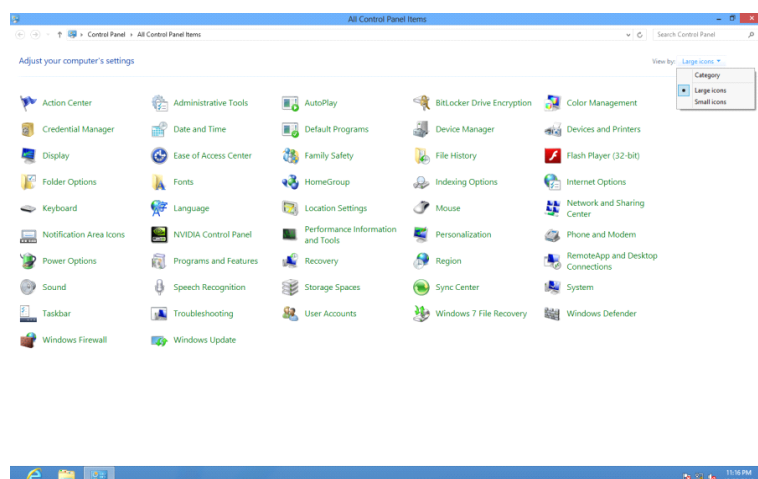 All Control Panel Items
Control Panel All Control Panel Items
Search Control Panel
Adjust your computer's settings
View by: Large icons
Category
Large icons
Small icons
Action Center
Administrative Tools
AutoPlay
BitLocker Drive Encryption
Color Management
Credential Manager
Date and Time
Default Programs
Device Manager
Devices and Printers
Display
Ease of Access Center
Family Safety
File History
Flash Player (32-bit)
Folder Options
Fonts
HomeGroup
Indexing Options
Internet Options
Keyboard
Language
Location Settings
Mouse
Network and Sharing
Center
Notification Area Icons
NVIDIA Control Panel
Performance Information
and Tools
Personalization
Phone and Modem
Power Options
Programs and Features
Recovery
Region
RemoteApp and Desktop
Connections
Sound
Speech Recognition
Storage Spaces
Sync Center
System
Taskbar
Troubleshooting
User Accounts
Windows 7 File Recovery
Windows Defender
Windows Firewall
Windows Update
11:16 PM